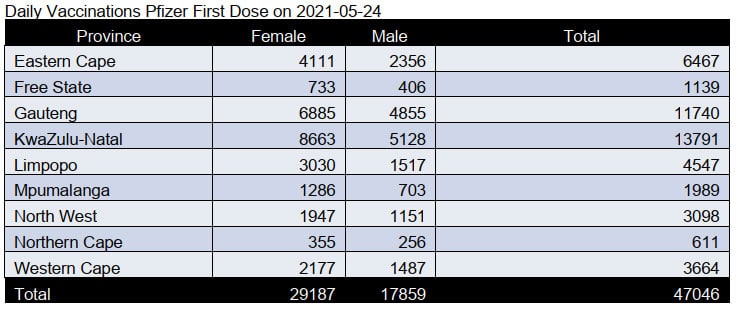 Daily Vaccinations Pfizer First Dose on 2021-05-24
Province Female Male Total
Eastern Cape 4111 2356 6467
Free State 733 406 1139
Gauteng 6885 4855 11740
KwaZulu-Natal 8663 5128 13791
Limpopo 3030 1517 4547
Mpumalanga 1286 703 1989
North West 1947 1151 3098
Northern Cape 355 256 611
Western Cape 2177 1487 3664
Total 29187 17859 47046